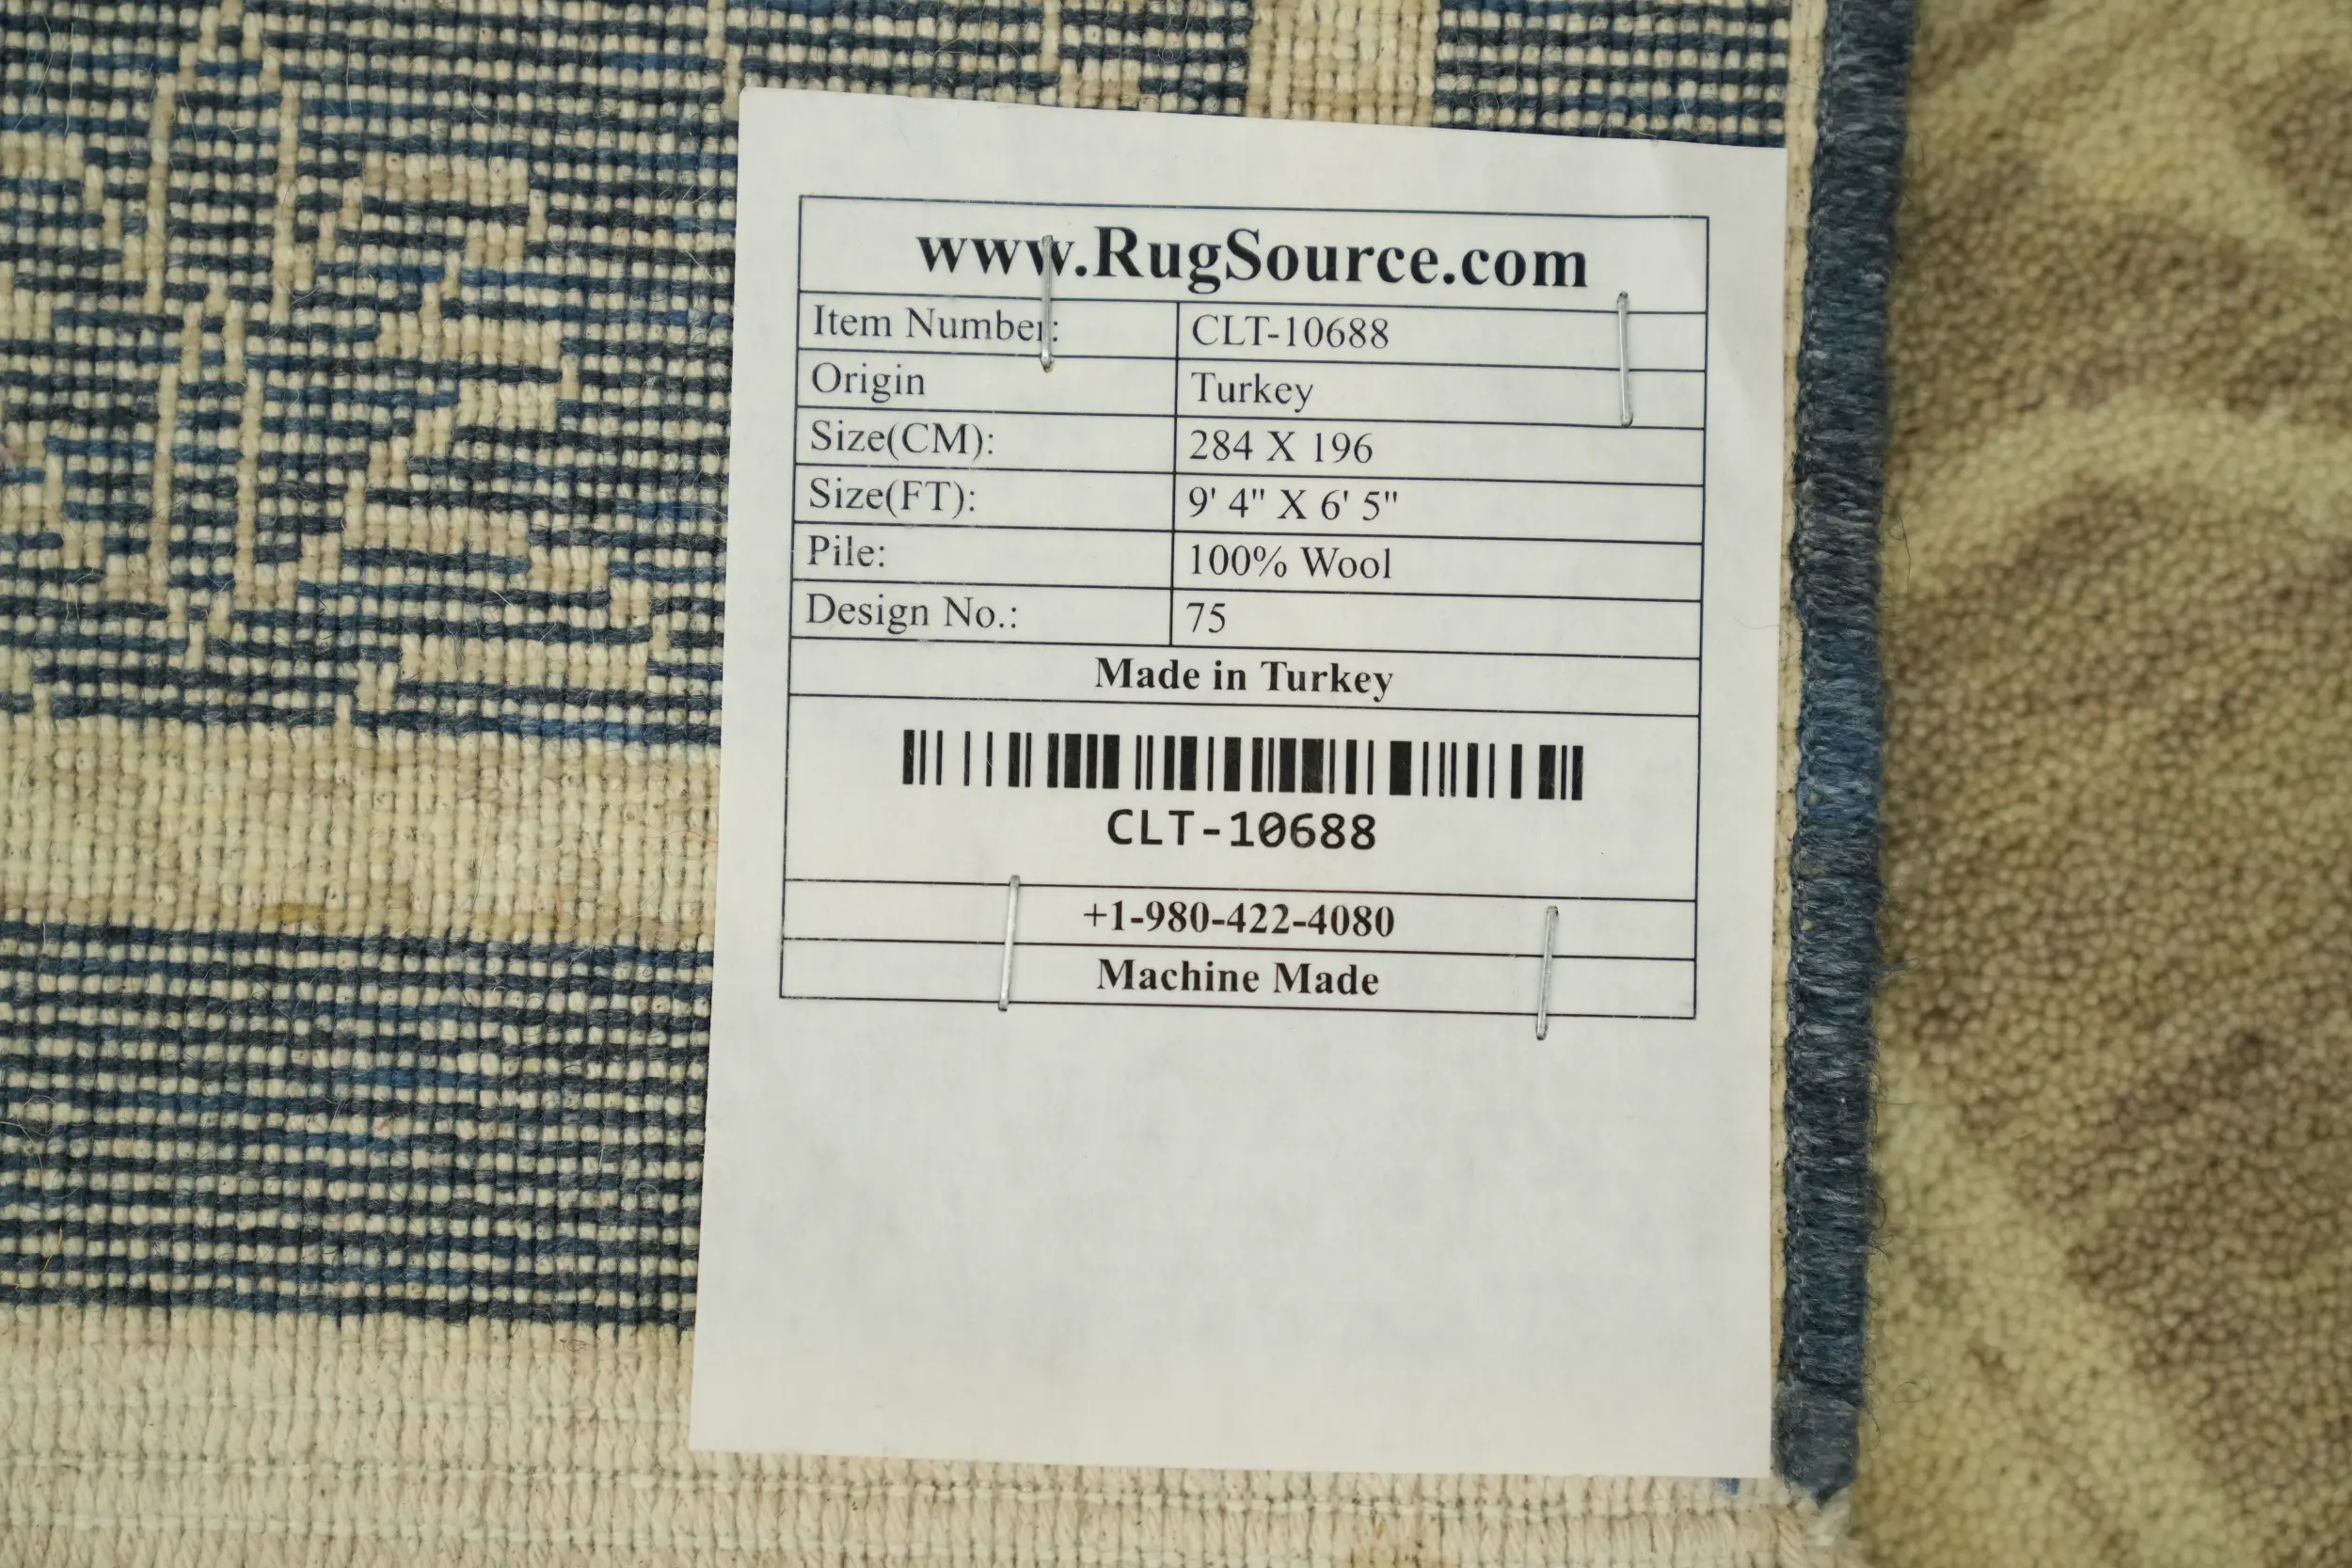 www.RugSource.com
Item Number: CLT-10688
Origin Turkey
Size(CM): 284 X 196
Size(FT): 9' 4" X 6' 5"
Pile: 100% Wool
Design No.: 75
Made in Turkey
CLT-10688
+1-980-422-4080
Machine Made